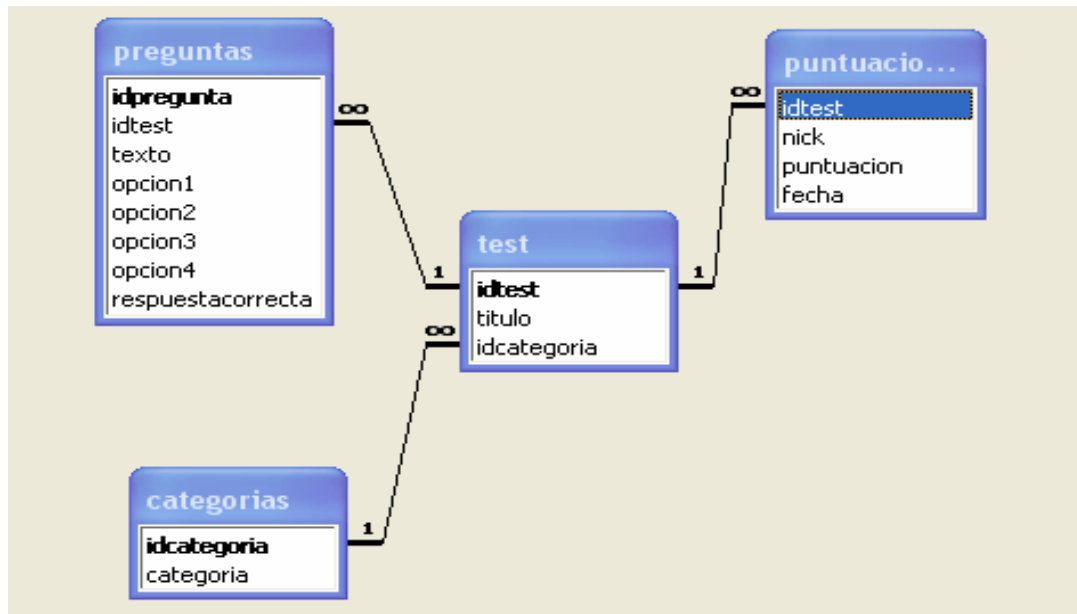 preguntas
idpregunta
idtest
texto
opcion1
opcion2
opcion3
opcion4
respuestacorrecta
∞
1
puntuacio...
idtest
nick
puntuacion
fecha
∞
1
test
idtest
titulo
idcategoria
∞
categorias
idcategoria
categoria
1